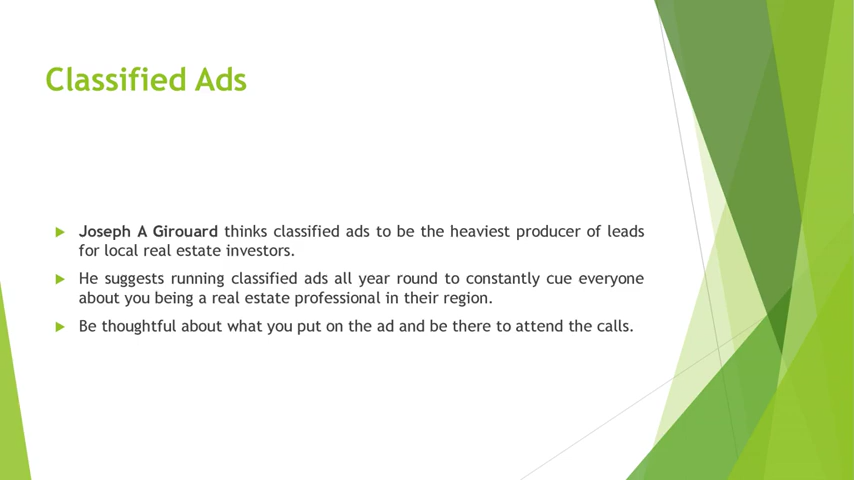 Classified Ads
Joseph A Girouard thinks classified ads to be the heaviest producer of leads
for local real estate investors.
He suggests running classified ads all year round to constantly cue everyone
about you being a real estate professional in their region.
Be thoughtful about what you put on the ad and be there to attend the calls.